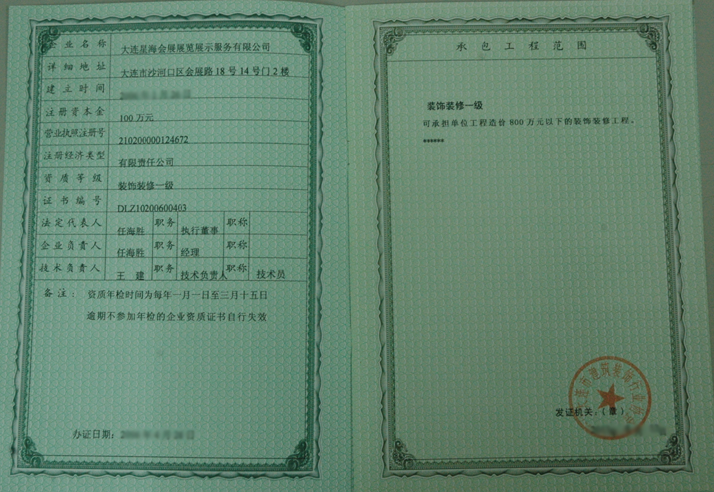 企业名称 大连星海会展展览展示服务有限公司
详细地址 大连市沙河口区会展路18号14号门2楼
建立时间
注册资本金 100万元
营业执照注册号 210200000124672
注册经济类型 有限责任公司
资质等级 装饰装修一级
证书编号 DLZ10200600403
法定代表人 任海胜 职务 执行董事 职称
企业负责人 任海胜 职务 经理 职称
技术负责人 王建 职务 技术负责人 职称 技术员
备注: 资质年检时间为每年一月一日至三月十五日
逾期不参加年检的企业资质证书自行失效
办证日期:
承包工程范围
装饰装修一级
可承担单位工程造价800万元以下的装饰装修工程。
******
发证机关:(章)